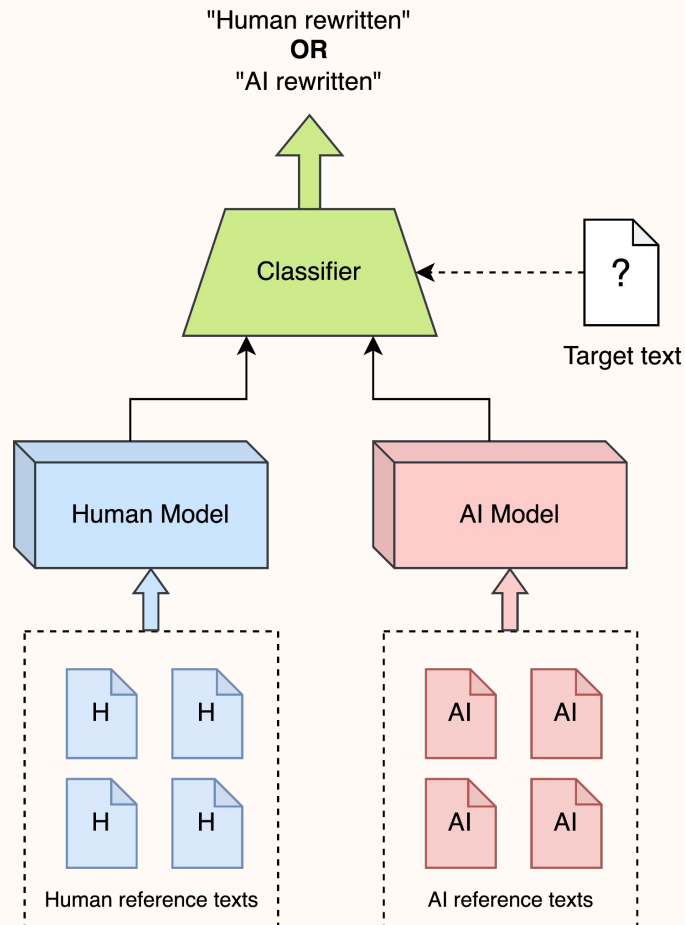 "Human rewritten"
OR
"AI rewritten"
Classifier
?
Target text
Human Model
AI Model
H H
AI AI
H H
AI AI
Human reference texts
AI reference texts